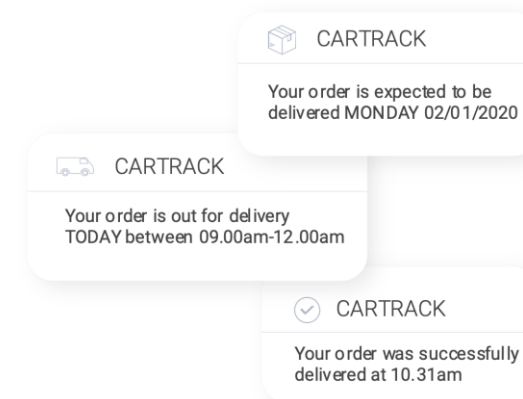 CARTRACK
Your order is expected to be
delivered MONDAY 02/01/2020
CARTRACK
Your order is out for delivery
TODAY between 09.00am-12.00am
CARTRACK
Your order was successfully
delivered at 10.31am